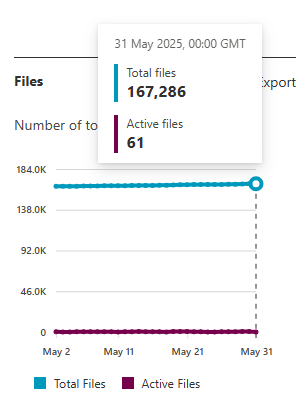 31 May 2025, 00:00 GMT
Total files
167,286
Active files
61
Files
Export
Number of to
184.0K
138.0K
92.0K
46.0K
0
May 2 May 11 May 21 May 31
Total Files Active Files